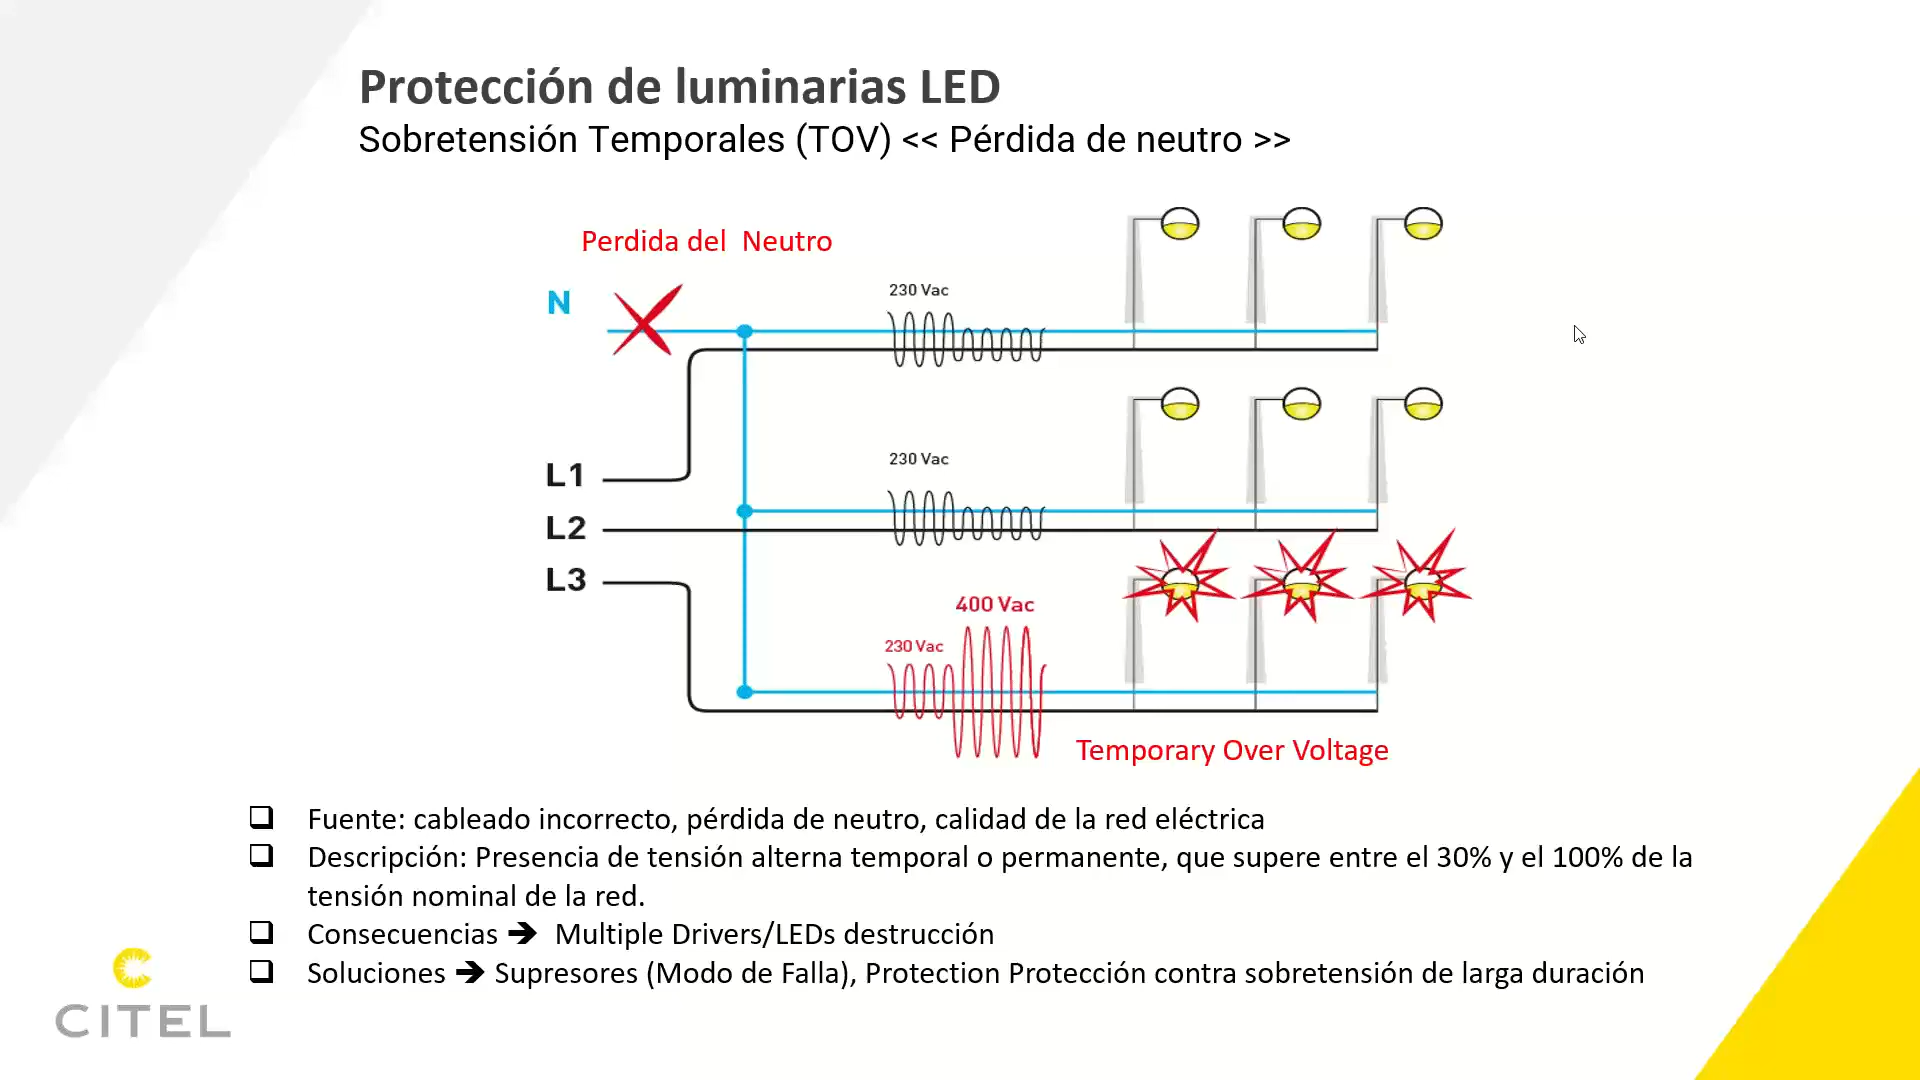 Protección de luminarias LED
Sobretensión Temporales (TOV) << Pérdida de neutro >>
Perdida del  Neutro
N
230 Vac
L1
230 Vac
L2
L3
400 Vac
230 Vac
Temporary Over Voltage
❑ Fuente: cableado incorrecto, pérdida de neutro, calidad de la red eléctrica
❑ Descripción: Presencia de tensión alterna temporal o permanente, que supere entre el 30% y el 100% de la
tensión nominal de la red.
❑ Consecuencias ➔ Multiple Drivers/LEDs destrucción
❑ Soluciones ➔ Supresores (Modo de Falla), Protection Protección contra sobretensión de larga duración
CITEL